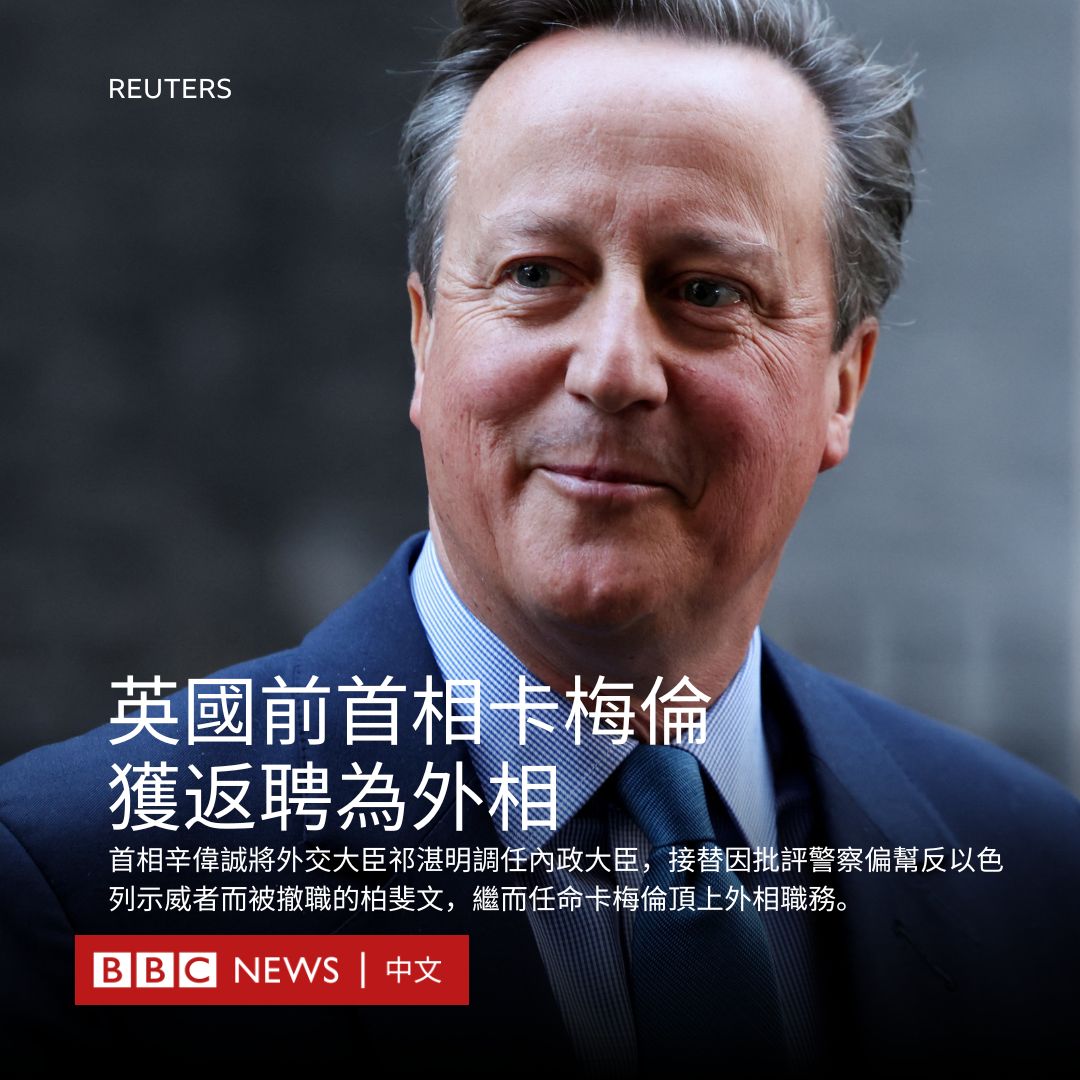 REUTERS
英國前首相卡梅倫
獲返聘為外相
首相辛偉誠將外交大臣祁湛明調任內政大臣，接替因批評警察偏幫反以色
列示威者而被撤職的柏斐文，繼而任命卡梅倫頂上外相職務。
BBC NEWS | 中文